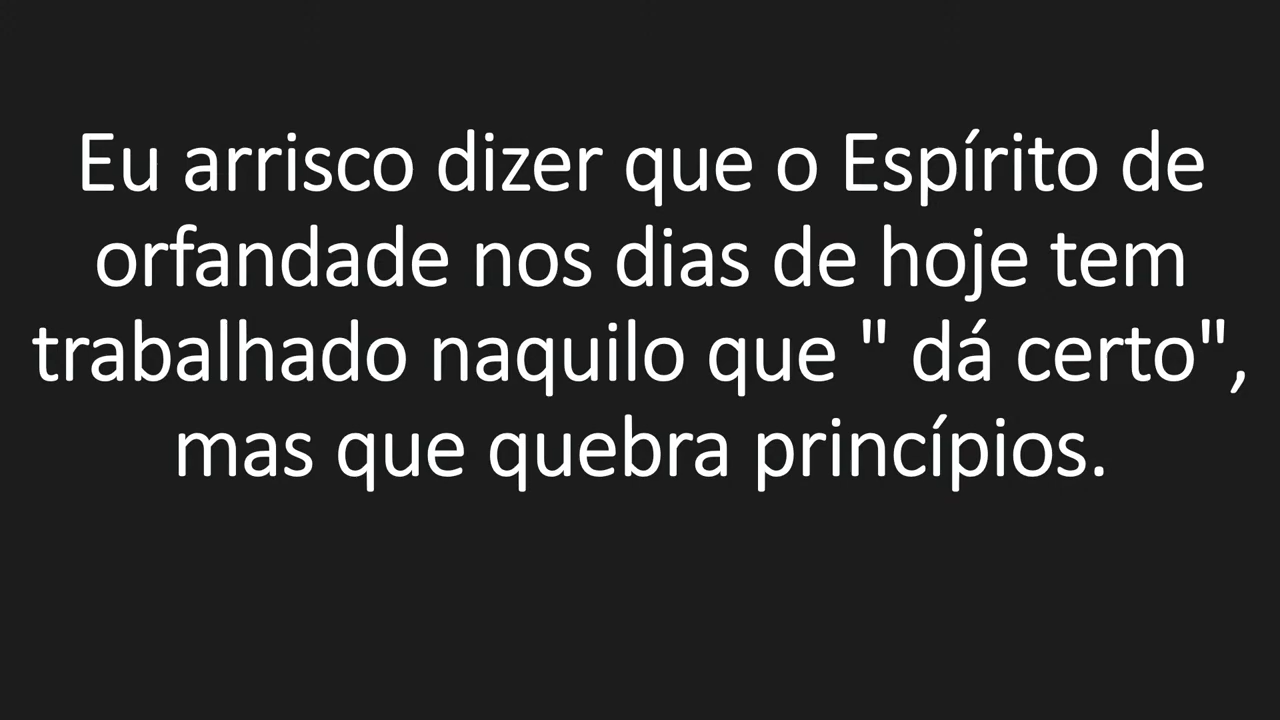 Eu arrisco dizer que o Espírito de
orfandade nos dias de hoje tem
trabalhado naquilo que " dá certo",
mas que quebra princípios.